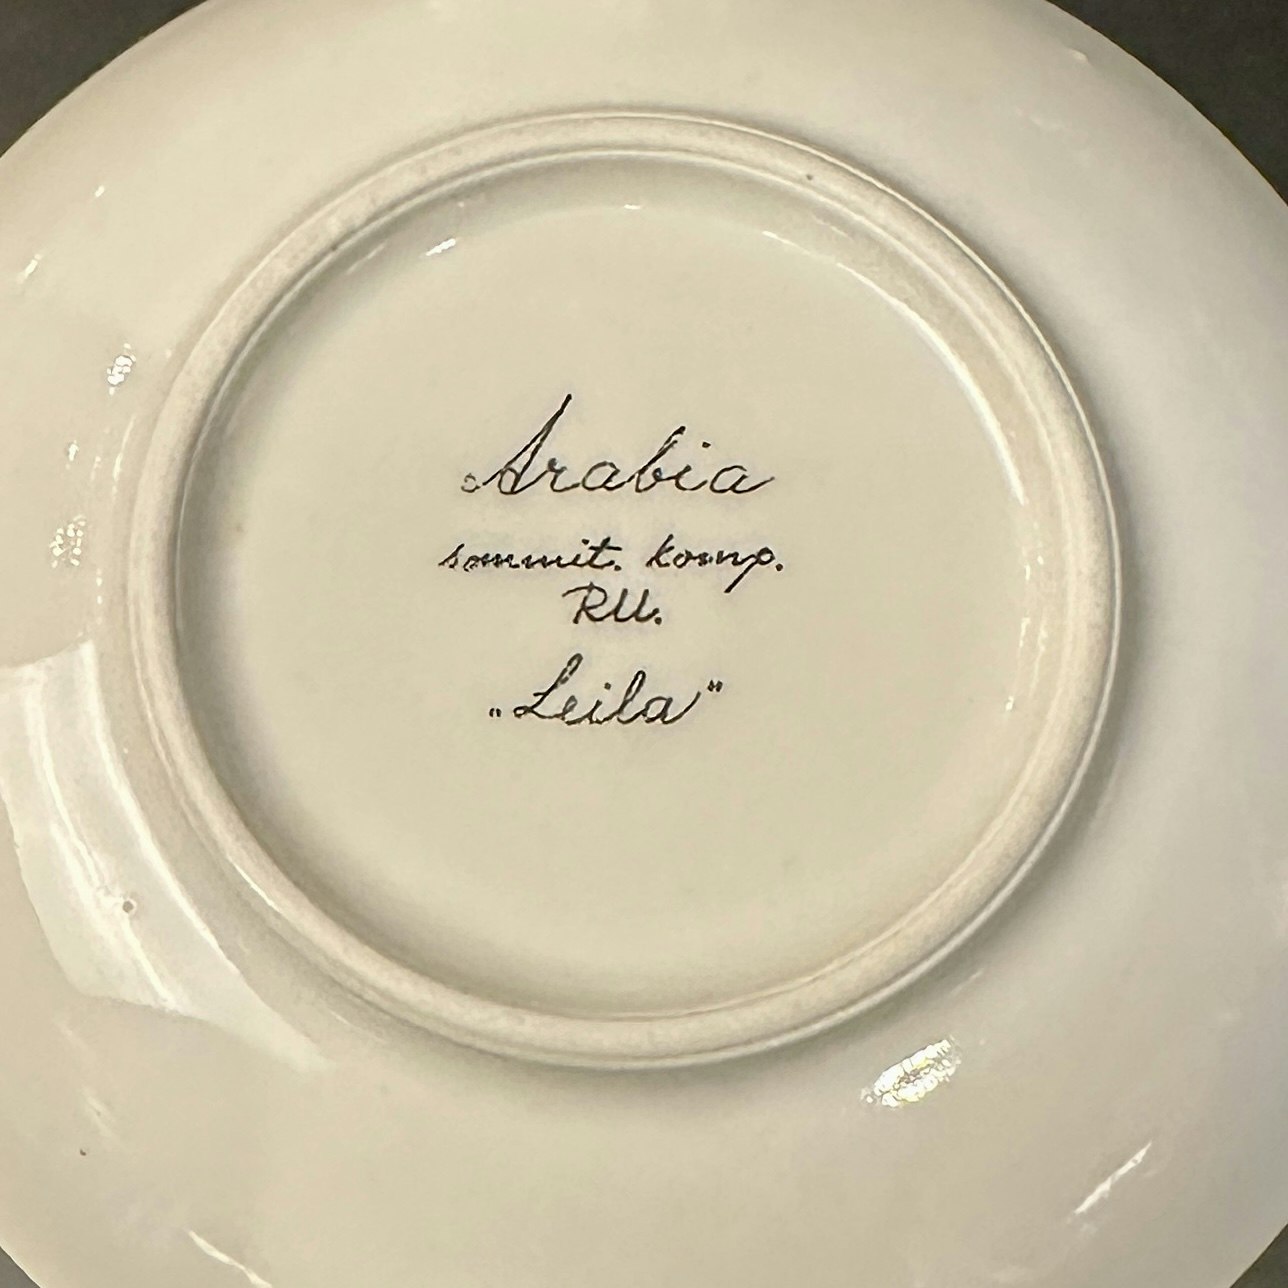 Arabia
sommit. komp.
RU.
„Leila”